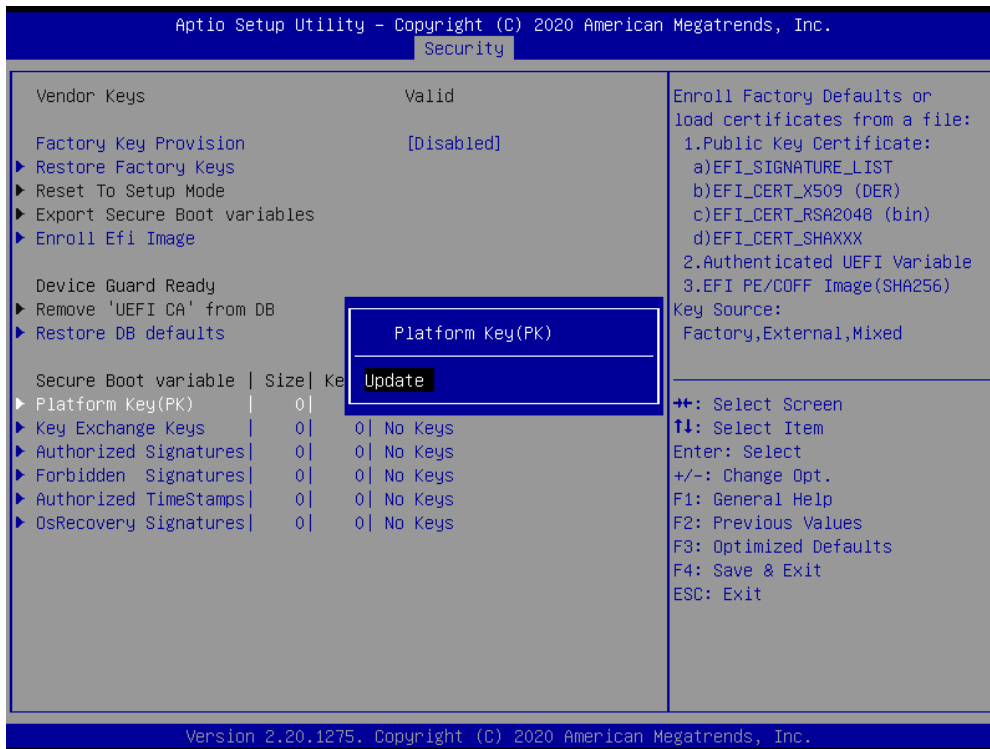 Aptio Setup Utility – Copyright (C) 2020 American Megatrends, Inc.
Security
Vendor Keys Valid
Factory Key Provision [Disabled]
Restore Factory Keys
Reset To Setup Mode
Export Secure Boot variables
Enroll Efi Image
Device Guard Ready
Remove 'UEFI CA' from DB
Restore DB defaults
Secure Boot variable | Size| Ke
Platform Key(PK) | 0|
Key Exchange Keys | 0| 0| No Keys
Authorized Signatures| 0| 0| No Keys
Forbidden Signatures| 0| 0| No Keys
Authorized TimeStamps| 0| 0| No Keys
OsRecovery Signatures| 0| 0| No Keys
Platform Key(PK)
Update
Enroll Factory Defaults or
load certificates from a file:
1.Public Key Certificate:
a)EFI_SIGNATURE_LIST
b)EFI_CERT_X509 (DER)
c)EFI_CERT_RSA2048 (bin)
d)EFI_CERT_SHAXXX
2.Authenticated UEFI Variable
3.EFI PE/COFF Image(SHA256)
Key Source:
Factory,External,Mixed
→←: Select Screen
↑↓: Select Item
Enter: Select
+/-: Change Opt.
F1: General Help
F2: Previous Values
F3: Optimized Defaults
F4: Save & Exit
ESC: Exit
Version 2.20.1275. Copyright (C) 2020 American Megatrends, Inc.